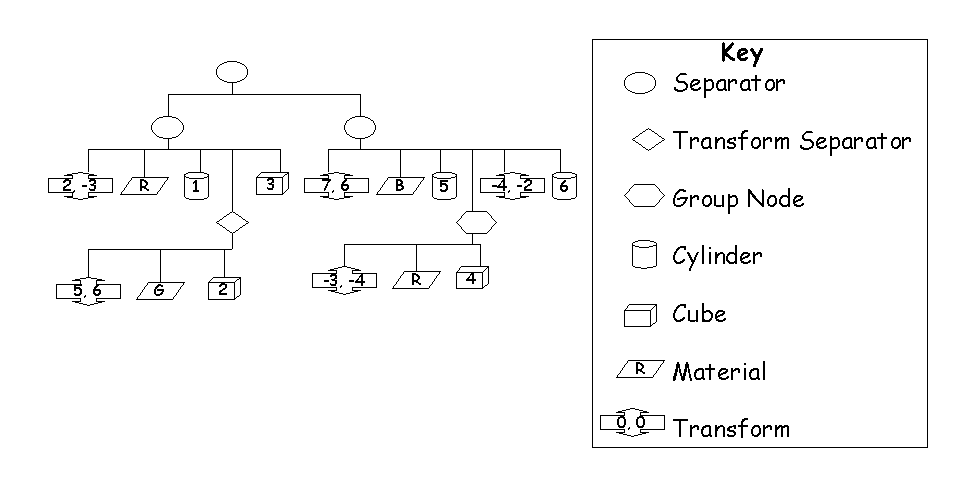 Key
Separator
Transform Separator
Group Node
Cylinder
Cube
R Material
0, 0 Transform
2, -3 R 1 3 7, 6 B 5 -4, -2 6
5, 6 G 2 -3, -4 R 4